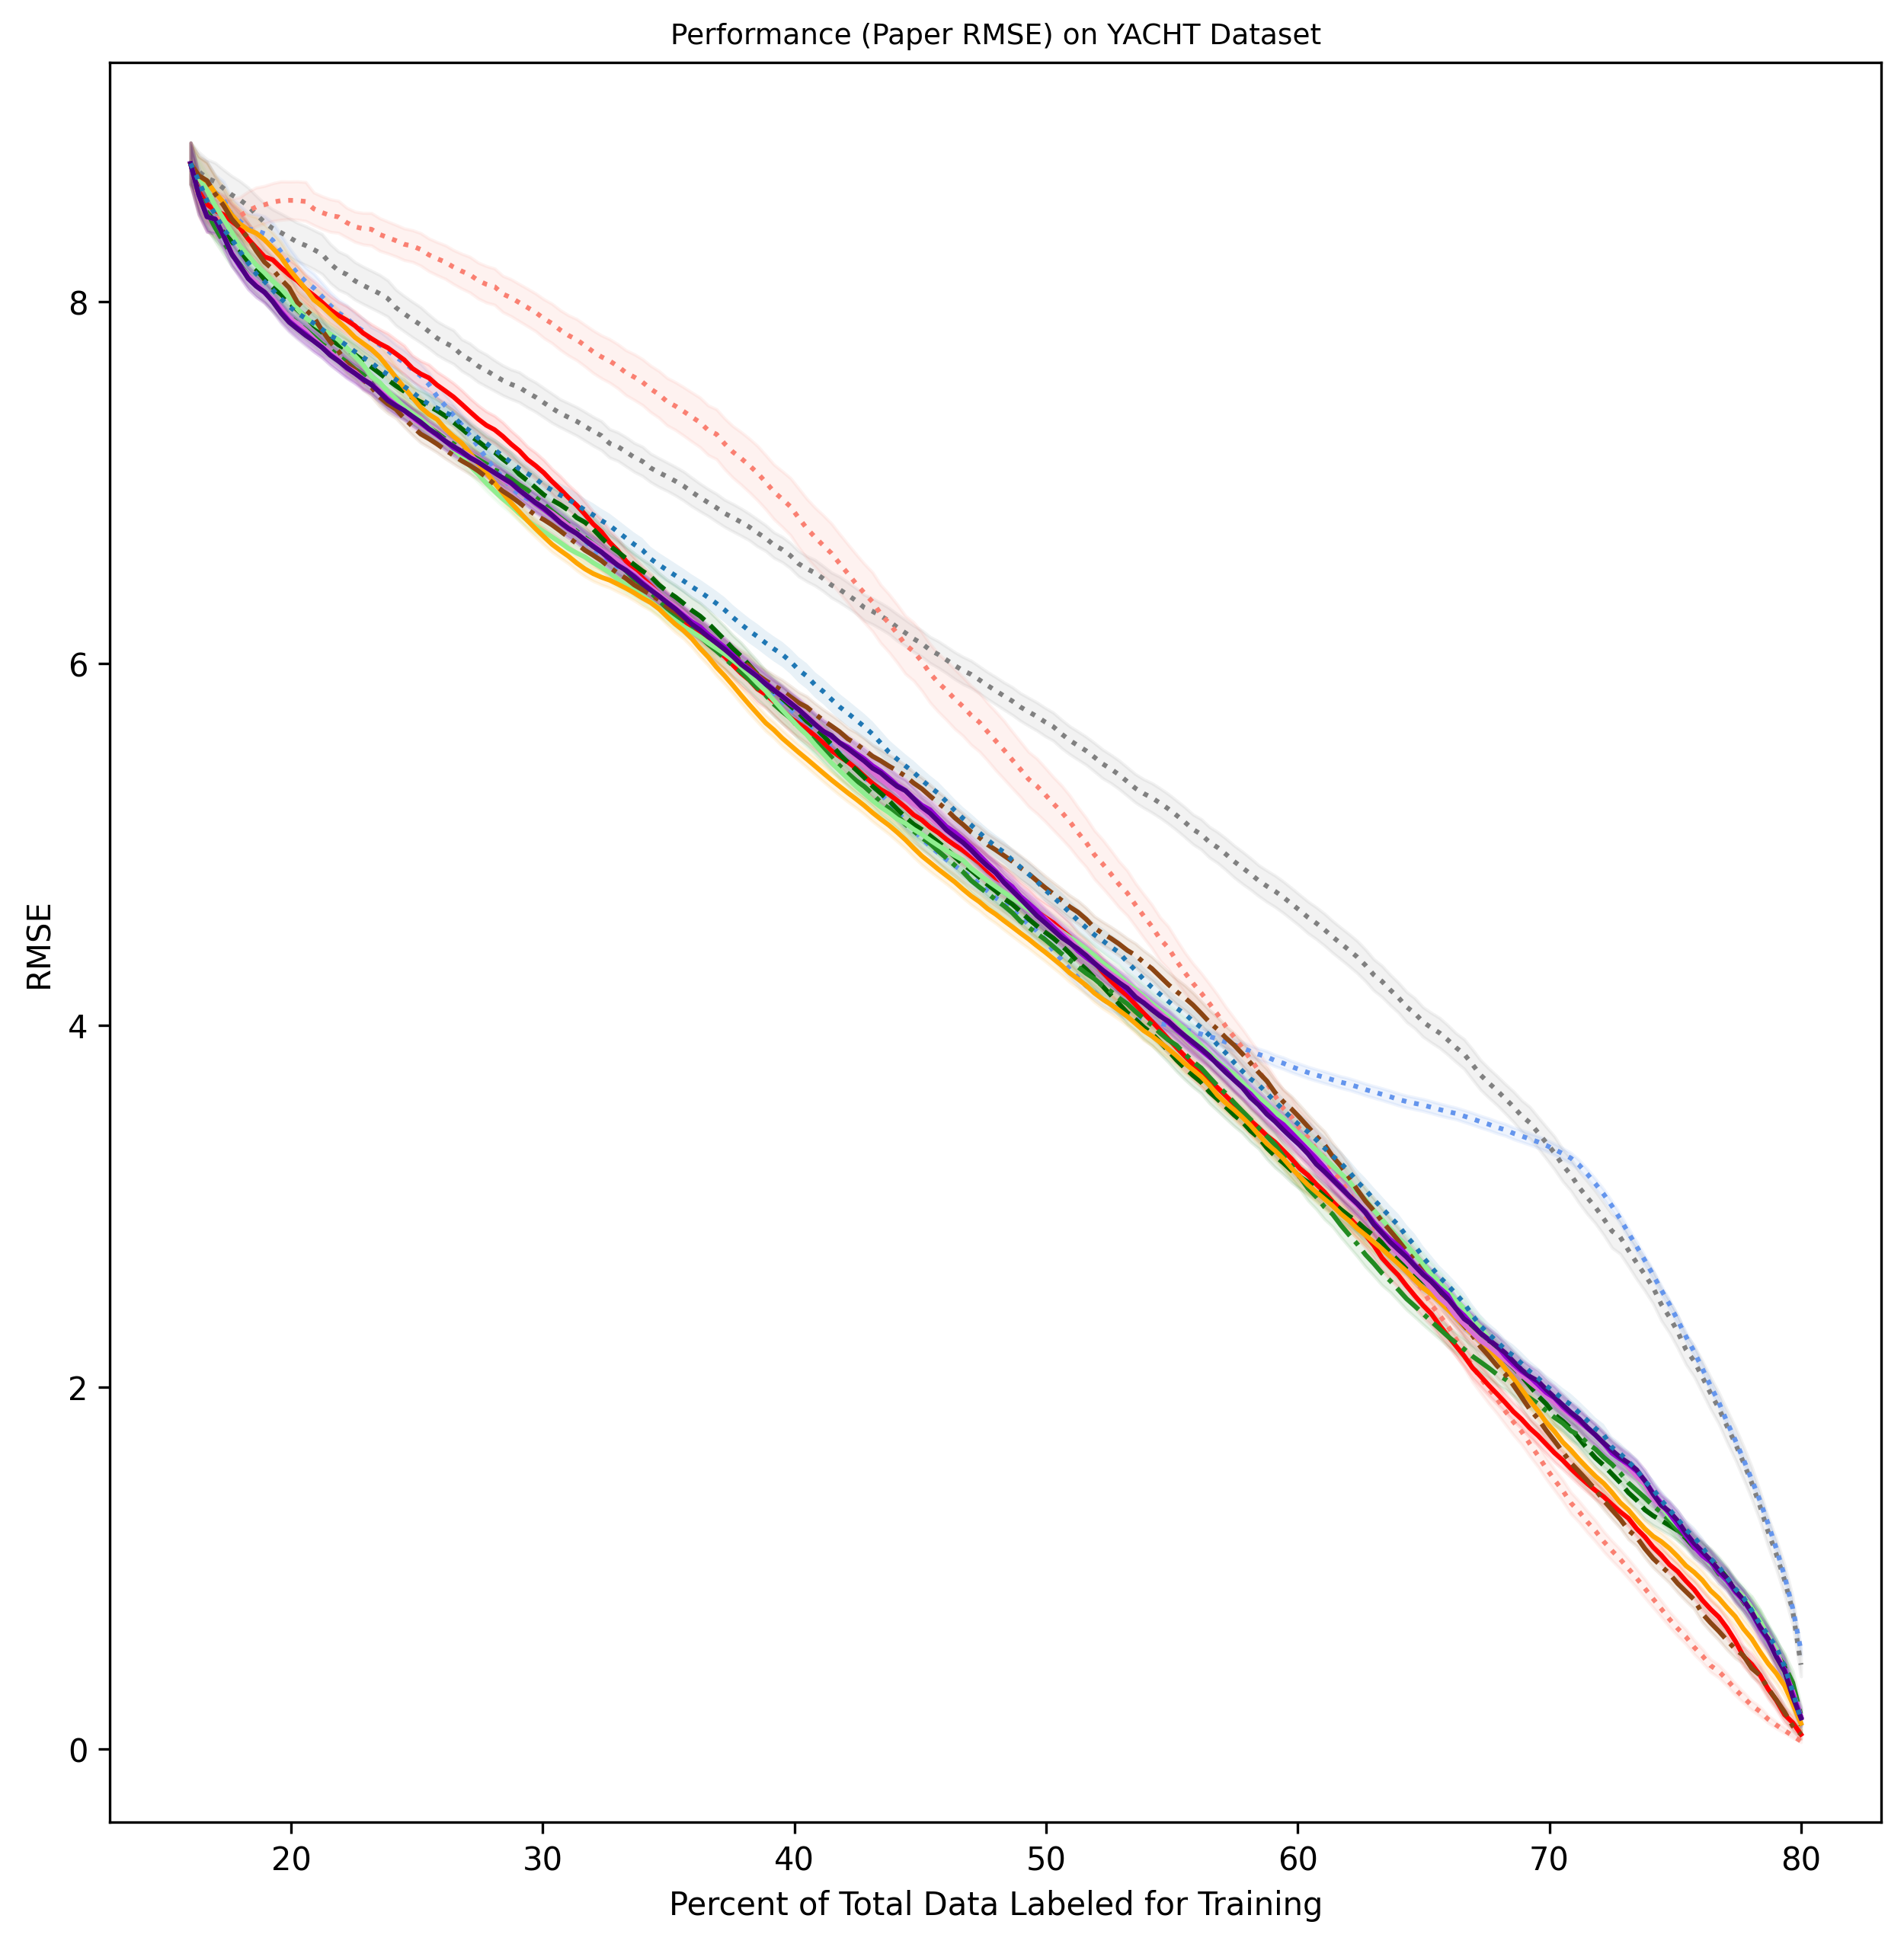 Performance (Paper RMSE) on YACHT Dataset
RMSE
8
6
4
2
0
20 30 40 50 60 70 80
Percent of Total Data Labeled for Training